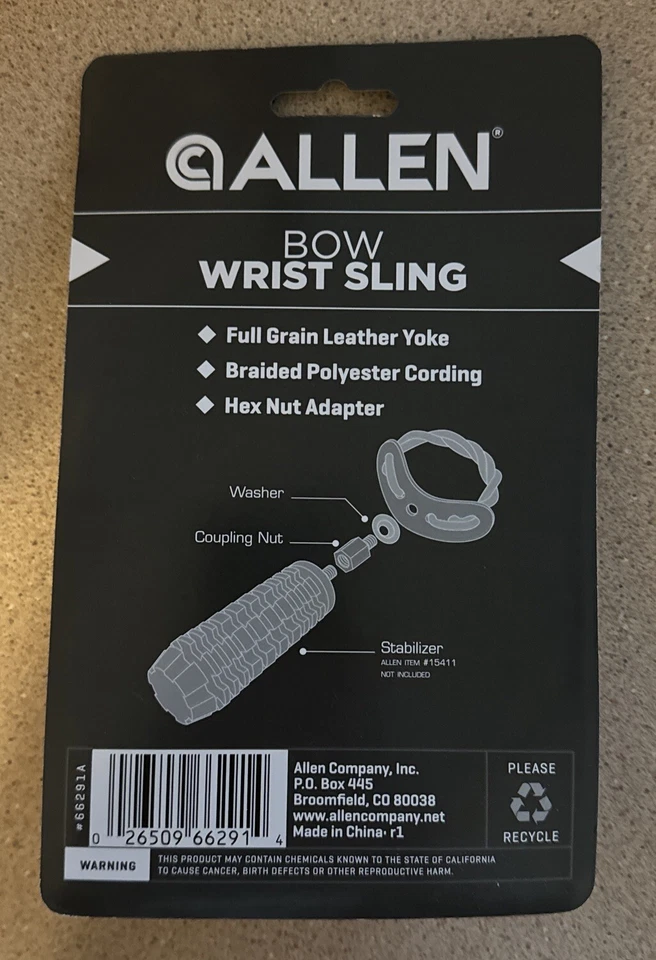 ALLEN®
BOW
WRIST SLING
Full Grain Leather Yoke
Braided Polyester Cording
Hex Nut Adapter
Washer
Coupling Nut
Stabilizer
ALLEN ITEM #15411
NOT INCLUDED
#66291A
0 26509 66291 4
Allen Company, Inc.
P.O. Box 445
Broomfield, CO 80038
www.allencompany.net
Made in China· r1
PLEASE
RECYCLE
WARNING
THIS PRODUCT MAY CONTAIN CHEMICALS KNOWN TO THE STATE OF CALIFORNIA
TO CAUSE CANCER, BIRTH DEFECTS OR OTHER REPRODUCTIVE HARM.